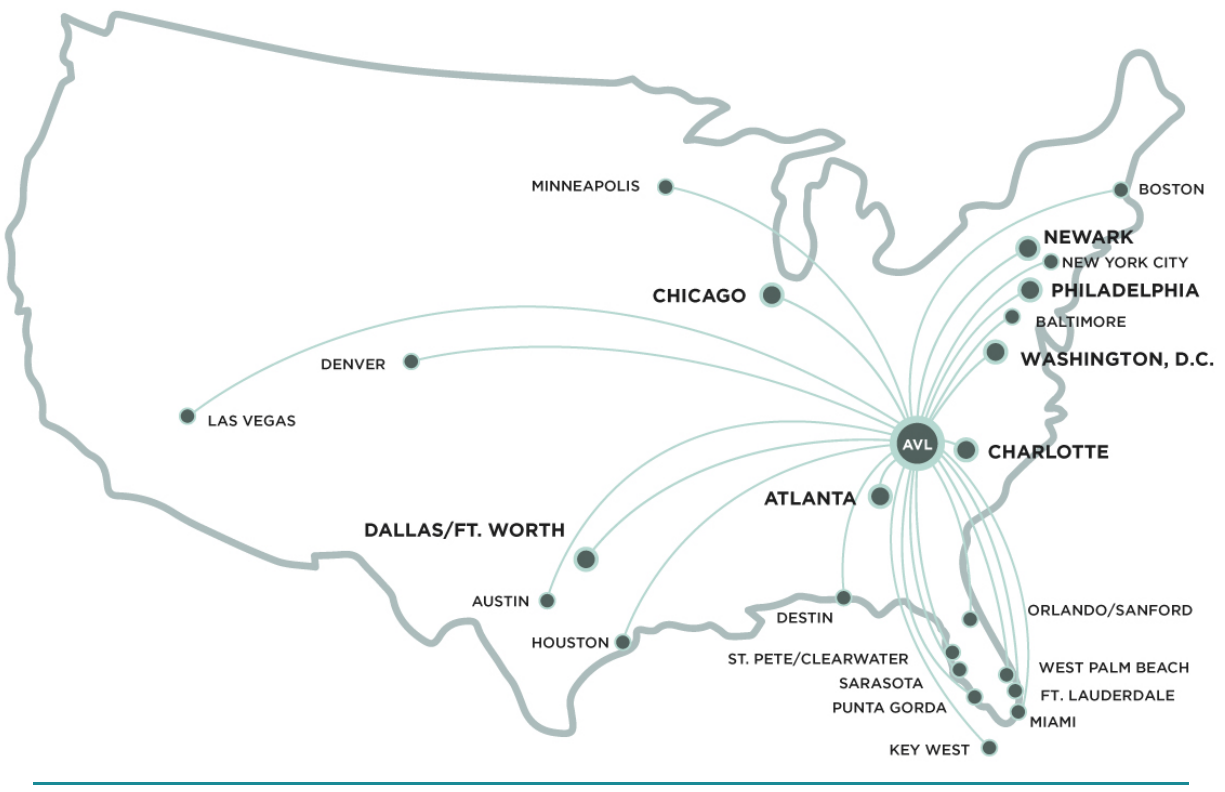 MINNEAPOLIS
BOSTON
NEWARK
NEW YORK CITY
CHICAGO
PHILADELPHIA
BALTIMORE
DENVER
WASHINGTON, D.C.
LAS VEGAS
AVL
CHARLOTTE
ATLANTA
DALLAS/FT. WORTH
AUSTIN
DESTIN
ORLANDO/SANFORD
HOUSTON
ST. PETE/CLEARWATER
WEST PALM BEACH
SARASOTA
FT. LAUDERDALE
PUNTA GORDA
MIAMI
KEY WEST